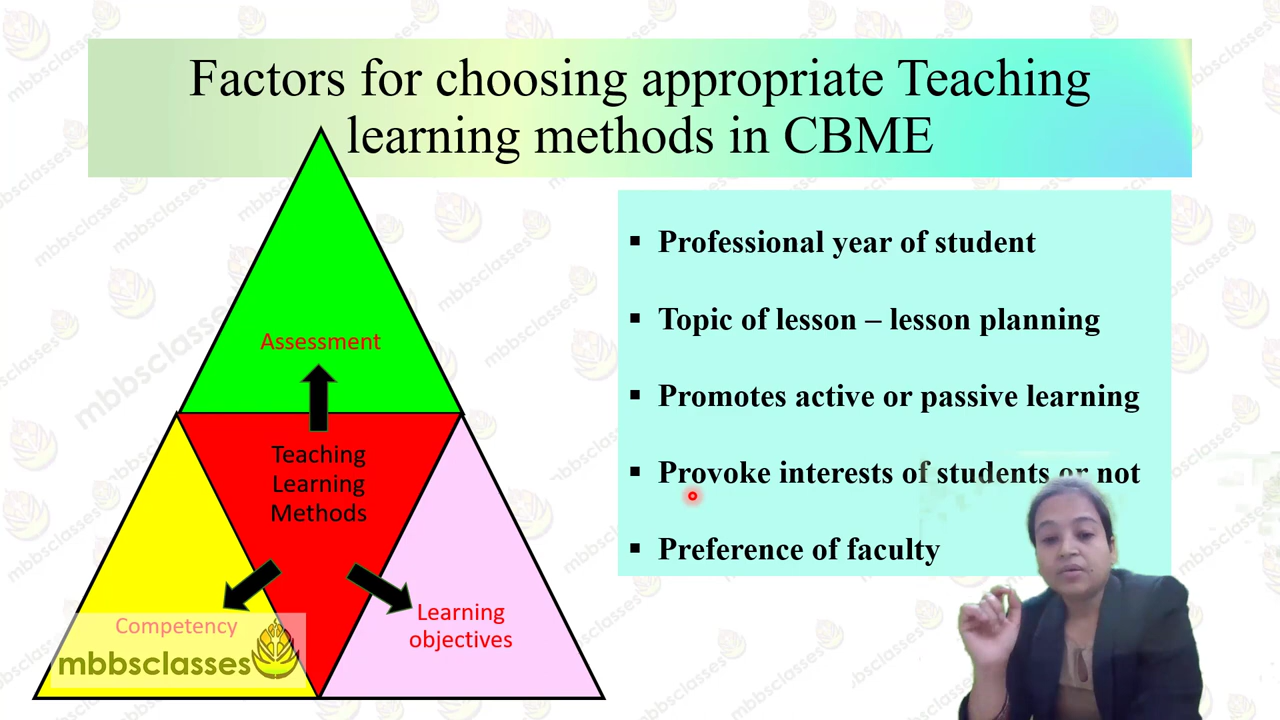 Factors for choosing appropriate Teaching
learning methods in CBME
Assessment
Teaching
Learning
Methods
Competency
Learning
objectives
mbbsclasses
▪ Professional year of student
▪ Topic of lesson – lesson planning
▪ Promotes active or passive learning
▪ Provoke interests of students or not
▪ Preference of faculty